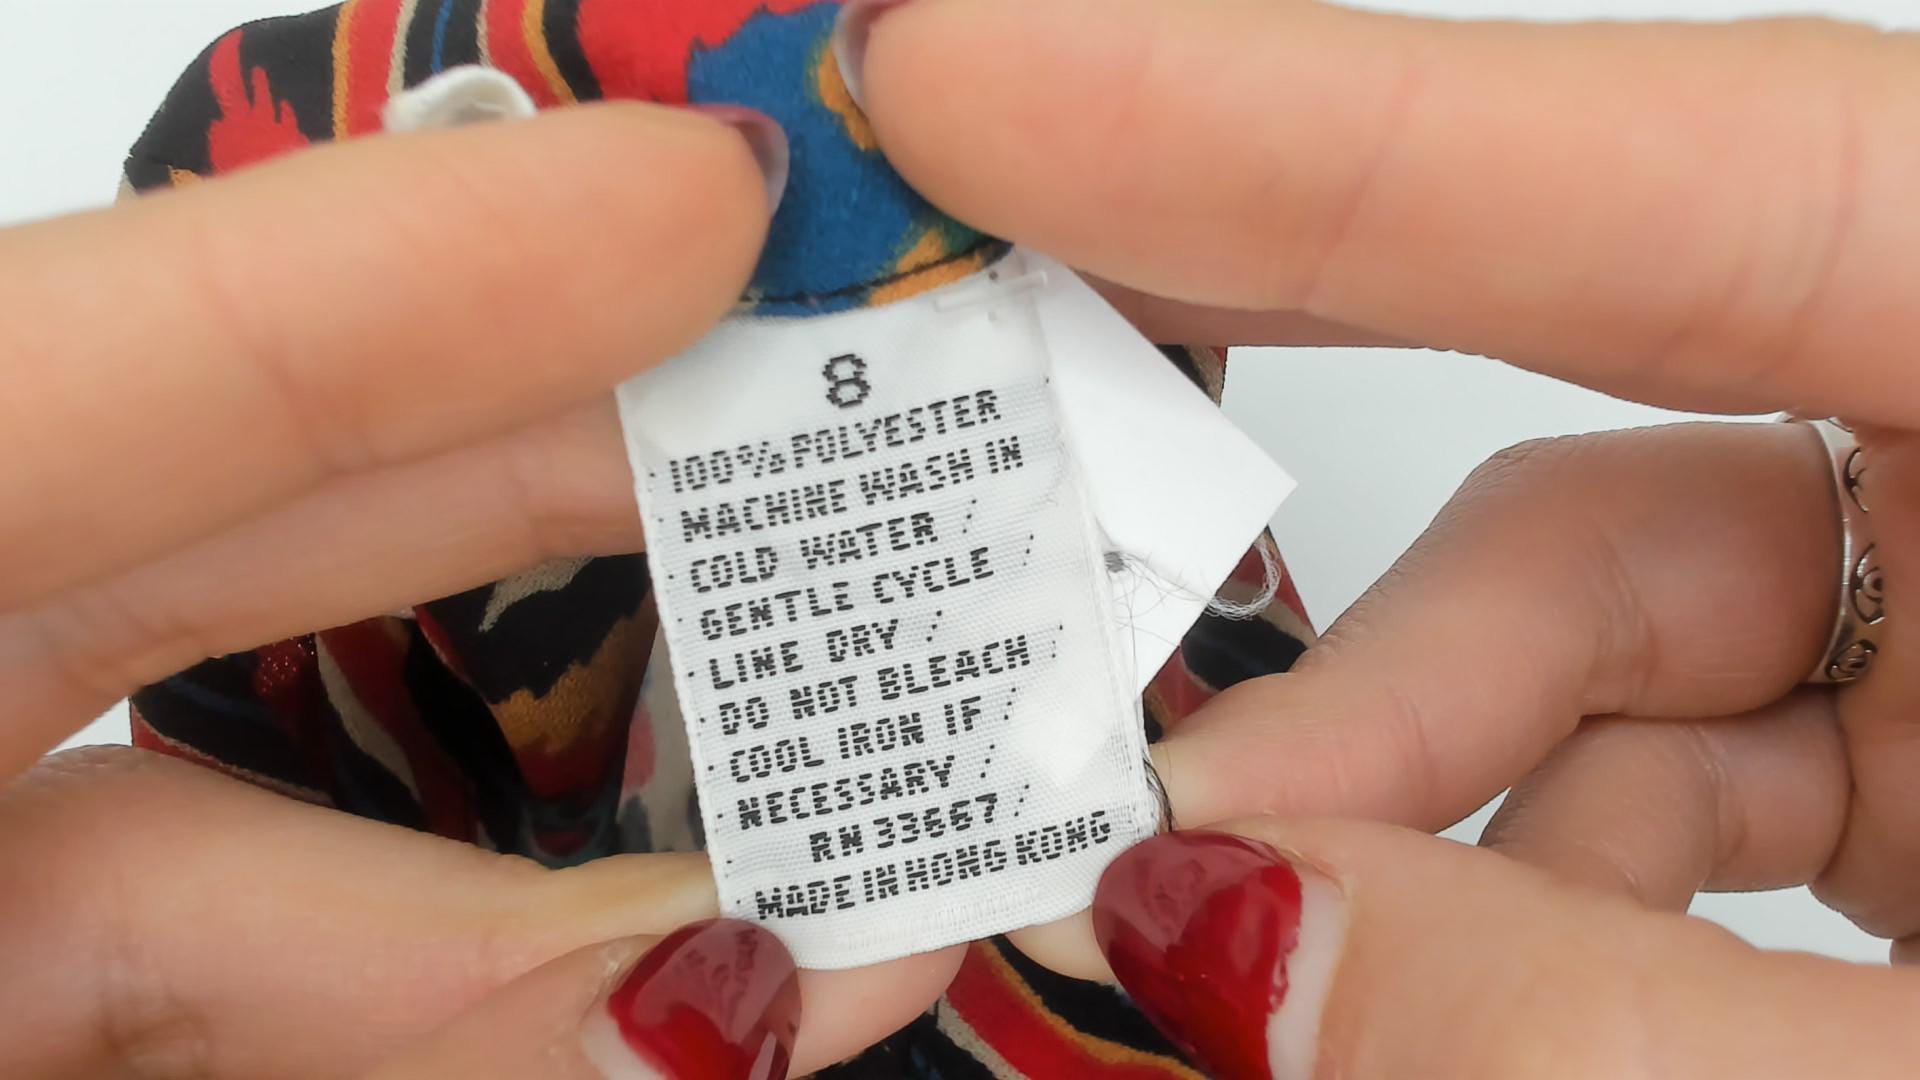 8
100% POLYESTER
MACHINE WASH IN
COLD WATER
GENTLE CYCLE
LINE DRY
DO NOT BLEACH
COOL IRON IF
NECESSARY
RN 33667
MADE IN HONG KONG